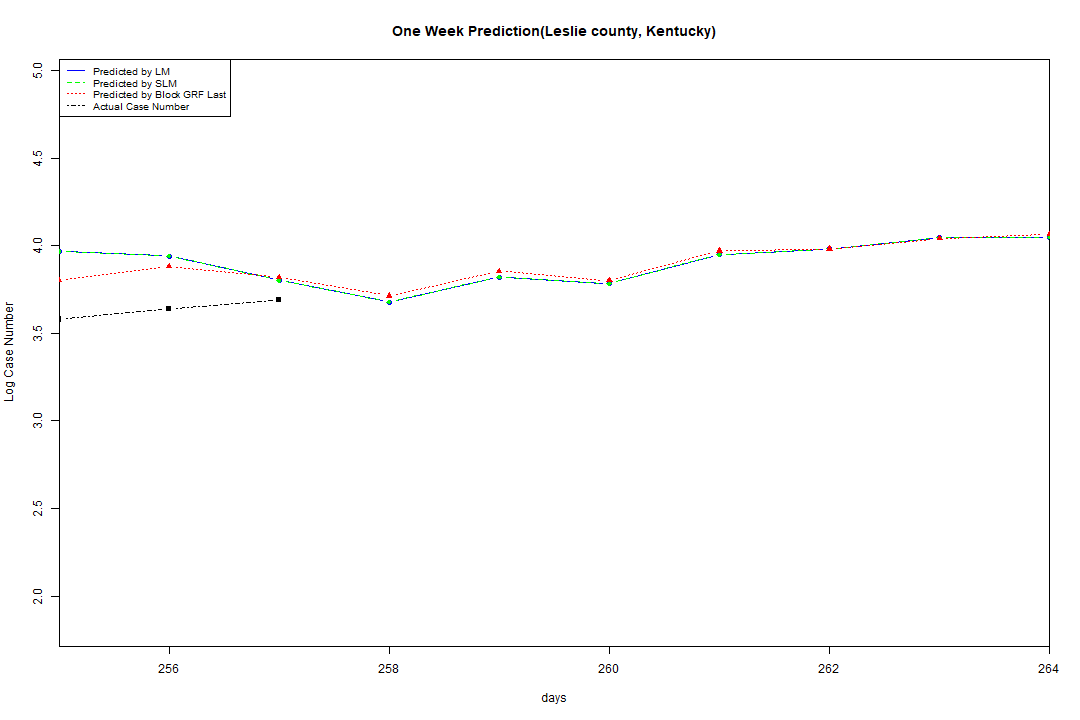 One Week Prediction(Leslie county, Kentucky)
Predicted by LM
Predicted by SLM
Predicted by Block GRF Last
Actual Case Number
5.0
4.5
4.0
3.5
3.0
2.5
2.0
Log Case Number
256 258 260 262 264
days